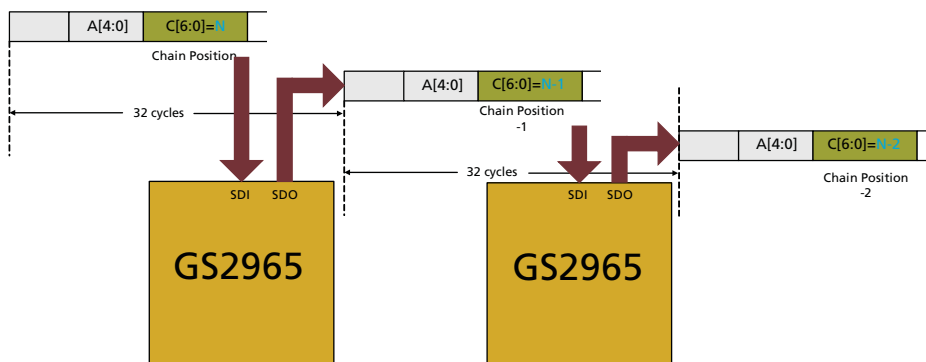 A[4:0] C[6:0]=N
Chain Position
A[4:0] C[6:0]=N-1
32 cycles
Chain Position
-1
A[4:0] C[6:0]=N-2
32 cycles
Chain Position
-2
SDI SDO
SDI SDO
GS2965
GS2965